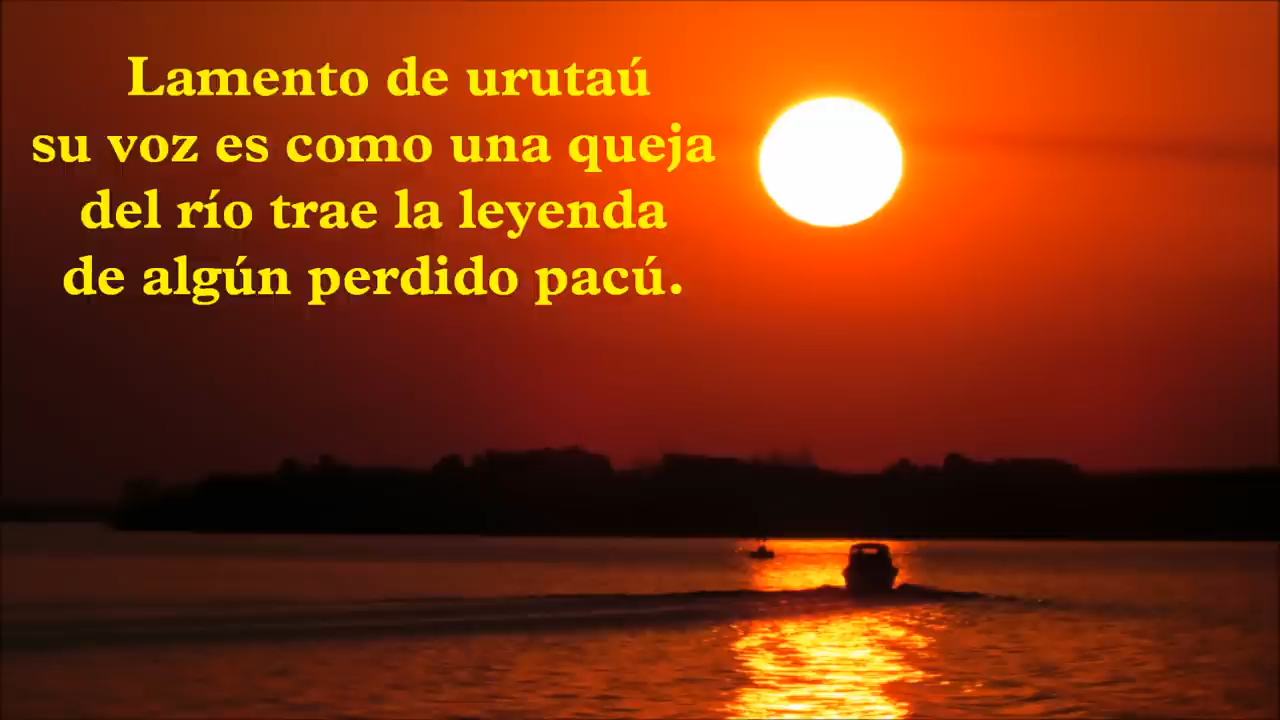 Lamento de urutaú
su voz es como una queja
del río trae la leyenda
de algún perdido pacú.